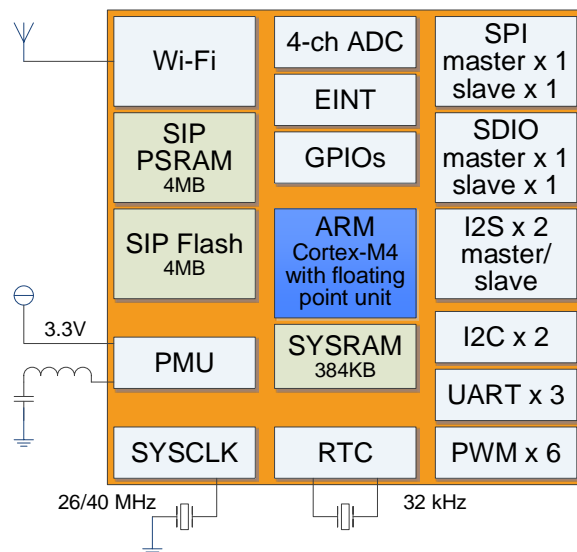 Wi-Fi
4-ch ADC
SPI
master x 1
slave x 1
EINT
SIP
PSRAM
4MB
GPIOs
SDIO
master x 1
slave x 1
SIP Flash
4MB
ARM
Cortex-M4
with floating
point unit
I2S x 2
master/
slave
3.3V
PMU
SYSRAM
384KB
I2C x 2
UART x 3
SYSCLK
RTC
PWM x 6
26/40 MHz
32 kHz